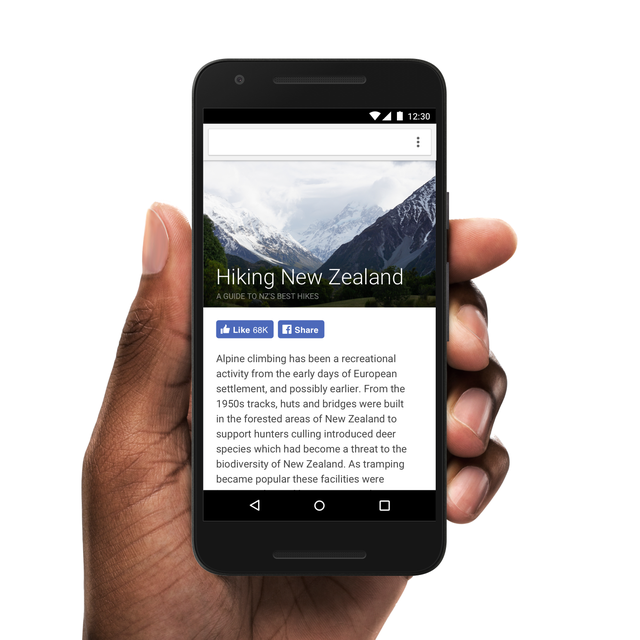 12:30
Hiking New Zealand
A GUIDE TO NZ'S BEST HIKES
Like 68K Share
Alpine climbing has been a recreational
activity from the early days of European
settlement, and possibly earlier. From the
1950s tracks, huts and bridges were built
in the forested areas of New Zealand to
support hunters culling introduced deer
species which had become a threat to the
biodiversity of New Zealand. As tramping
became popular these facilities were